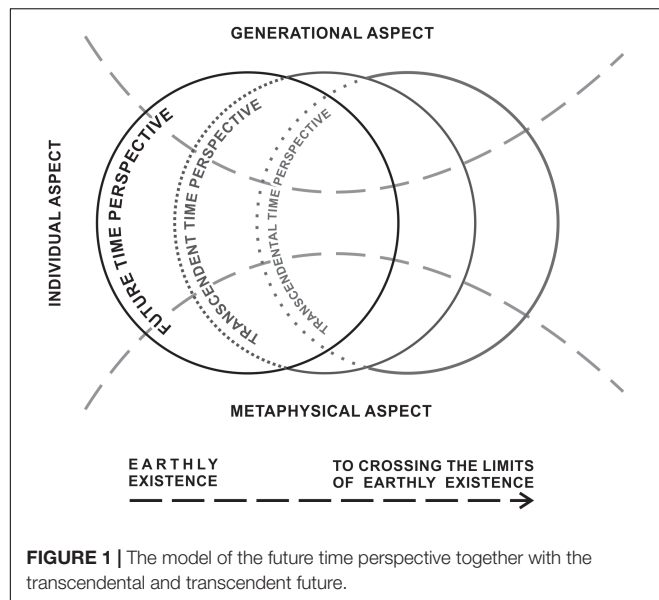 GENERATIONAL ASPECT
INDIVIDUAL ASPECT
FUTURE TIME PERSPECTIVE
TRANSCENDENT TIME PERSPECTIVE
TRANSCENDENTAL TIME PERSPECTIVE
METAPHYSICAL ASPECT
EARTHLY
EXISTENCE
TO CROSSING THE LIMITS
OF EARTHLY EXISTENCE
FIGURE 1 | The model of the future time perspective together with the
transcendental and transcendent future.